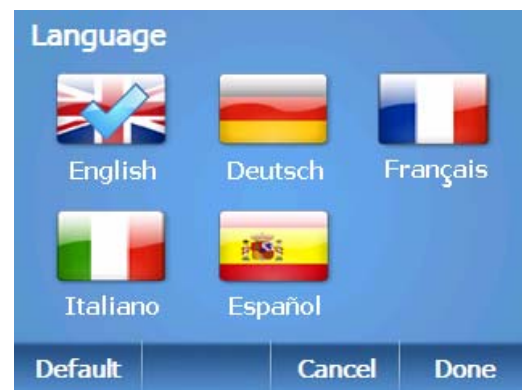 Language
English Deutsch Français
Italiano Español
Default Cancel Done